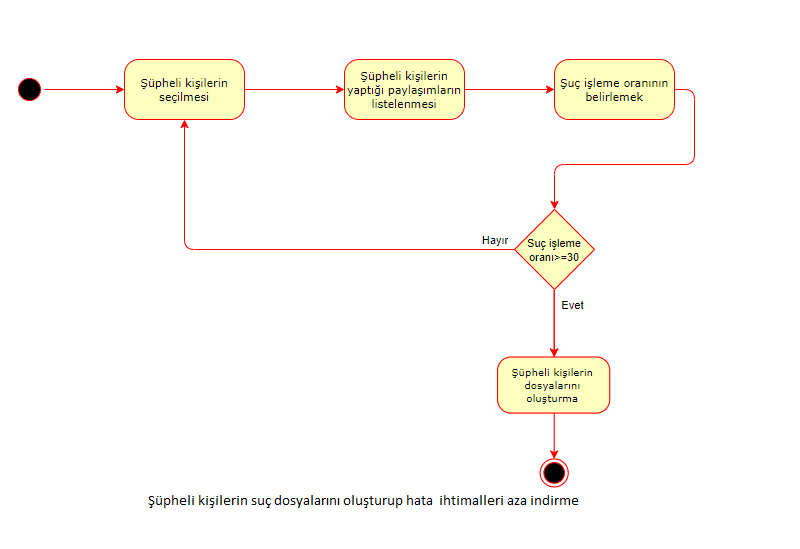 Şüpheli kişilerin
seçilmesi
Şüpheli kişilerin
yaptığı paylaşımların
listelenmesi
Şuç işleme oranının
belirlemek
Hayır
Suç işleme
oranı>=30
Evet
Şüpheli kişilerin
dosyalarını
oluşturma
Şüpheli kişilerin suç dosyalarını oluşturup hata ihtimalleri aza indirme